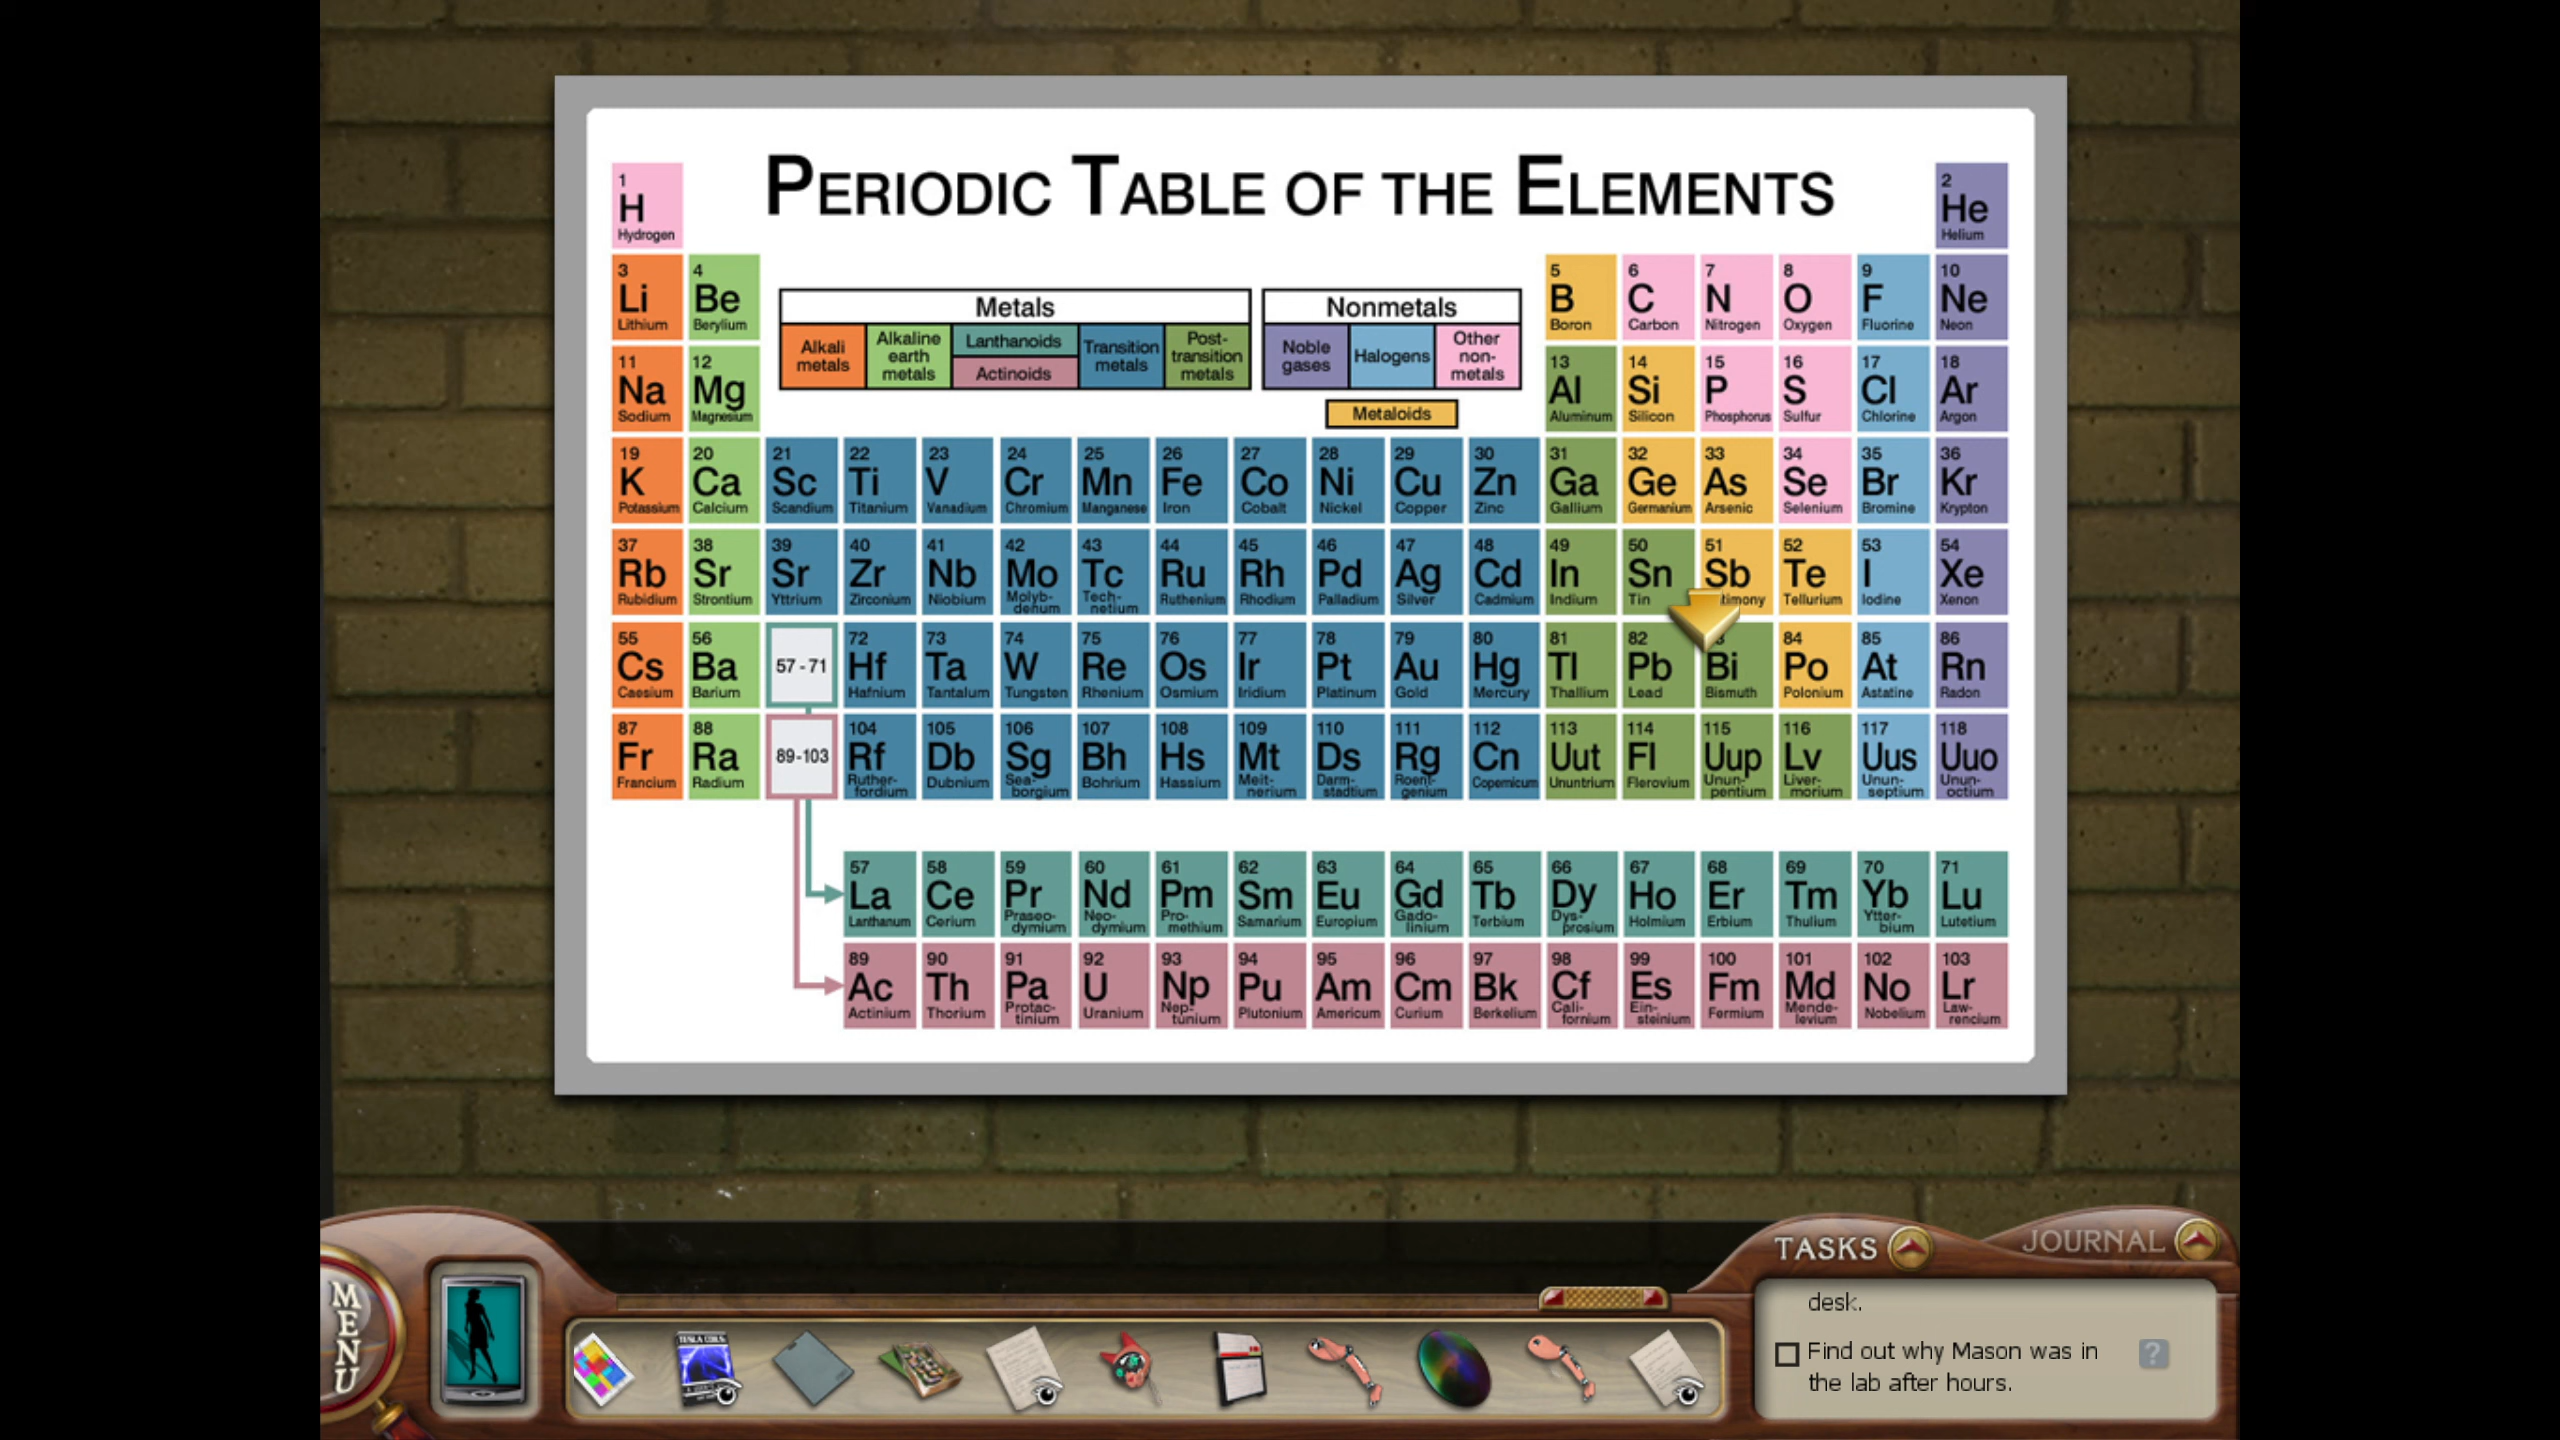 PERIODIC TABLE OF THE ELEMENTS
1
H
Hydrogen
2
He
Helium
3
Li
Lithium
4
Be
Berylium
5
B
Boron
6
C
Carbon
7
N
Nitrogen
8
O
Oxygen
9
F
Fluorine
10
Ne
Neon
Metals
Alkali
metals
Alkaline
earth
metals
Lanthanoids
Actinoids
Transition
metals
Post-
transition
metals
Nonmetals
Noble
gases
Halogens
Other
non-
metals
Metaloids
11
Na
Sodium
12
Mg
Magnesium
13
Al
Aluminum
14
Si
Silicon
15
P
Phosphorus
16
S
Sulfur
17
Cl
Chlorine
18
Ar
Argon
19
K
Potassium
20
Ca
Calcium
21
Sc
Scandium
22
Ti
Titanium
23
V
Vanadium
24
Cr
Chromium
25
Mn
Manganese
26
Fe
Iron
27
Co
Cobalt
28
Ni
Nickel
29
Cu
Copper
30
Zn
Zinc
31
Ga
Gallium
32
Ge
Germanium
33
As
Arsenic
34
Se
Selenium
35
Br
Bromine
36
Kr
Krypton
37
Rb
Rubidium
38
Sr
Strontium
39
Sr
Yttrium
40
Zr
Zirconium
41
Nb
Niobium
42
Mo
Molyb-
denum
43
Tc
Tech-
netium
44
Ru
Ruthenium
45
Rh
Rhodium
46
Pd
Palladium
47
Ag
Silver
48
Cd
Cadmium
49
In
Indium
50
Sn
Tin
51
Sb
timony
52
Te
Tellurium
53
I
Iodine
54
Xe
Xenon
55
Cs
Caesium
56
Ba
Barium
57 - 71
72
Hf
Hafnium
73
Ta
Tantalum
74
W
Tungsten
75
Re
Rhenium
76
Os
Osmium
77
Ir
Iridium
78
Pt
Platinum
79
Au
Gold
80
Hg
Mercury
81
Tl
Thallium
82
Pb
Lead
3
Bi
Bismuth
84
Po
Polonium
85
At
Astatine
86
Rn
Radon
87
Fr
Francium
88
Ra
Radium
89-103
104
Rf
Ruther-
fordium
105
Db
Dubnium
106
Sg
Sea-
borgium
107
Bh
Bohrium
108
Hs
Hassium
109
Mt
Meit-
nerium
110
Ds
Darm-
stadtium
111
Rg
Roent-
genium
112
Cn
Copernicum
113
Uut
Ununtrium
114
Fl
Flerovium
115
Uup
Unun-
pentium
116
Lv
Liver-
morium
117
Uus
Unun-
septium
118
Uuo
Unun-
octium
57
La
Lanthanum
58
Ce
Cerium
59
Pr
Praseo-
dymium
60
Nd
Neo-
dymium
61
Pm
Pro-
methium
62
Sm
Samarium
63
Eu
Europium
64
Gd
Gado-
linium
65
Tb
Terbium
66
Dy
Dys-
prosium
67
Ho
Holmium
68
Er
Erbium
69
Tm
Thulium
70
Yb
Ytter-
bium
71
Lu
Lutetium
89
Ac
Actinium
90
Th
Thorium
91
Pa
Protac-
tinium
92
U
Uranium
93
Np
Nep-
tunium
94
Pu
Plutonium
95
Am
Americum
96
Cm
Curium
97
Bk
Berkelium
98
Cf
Cali-
fornium
99
Es
Ein-
steinium
100
Fm
Fermium
101
Md
Mende-
levium
102
No
Nobelium
103
Lr
Law-
rencium
MENU
TESLA COILS
TASKS
JOURNAL
desk.
Find out why Mason was in
the lab after hours.
?